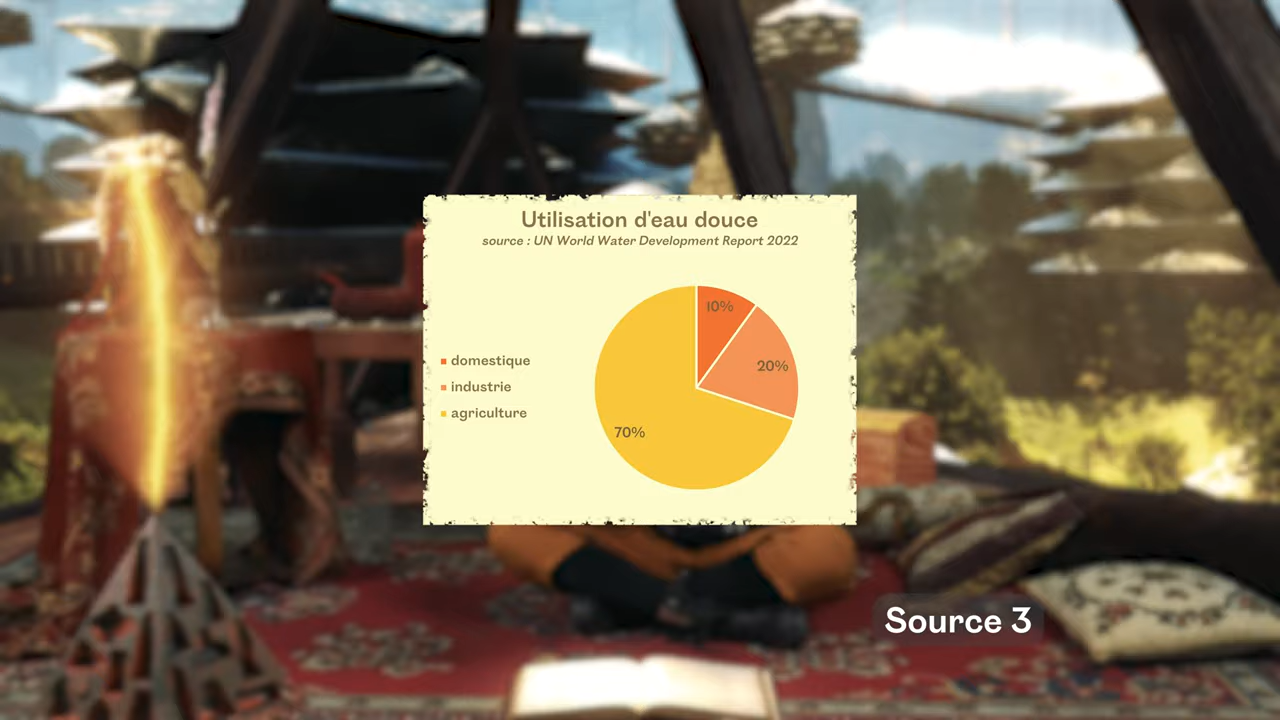 Utilisation d'eau douce
source : UN World Water Development Report 2022
10%
20%
70%
domestique
industrie
agriculture
Source 3